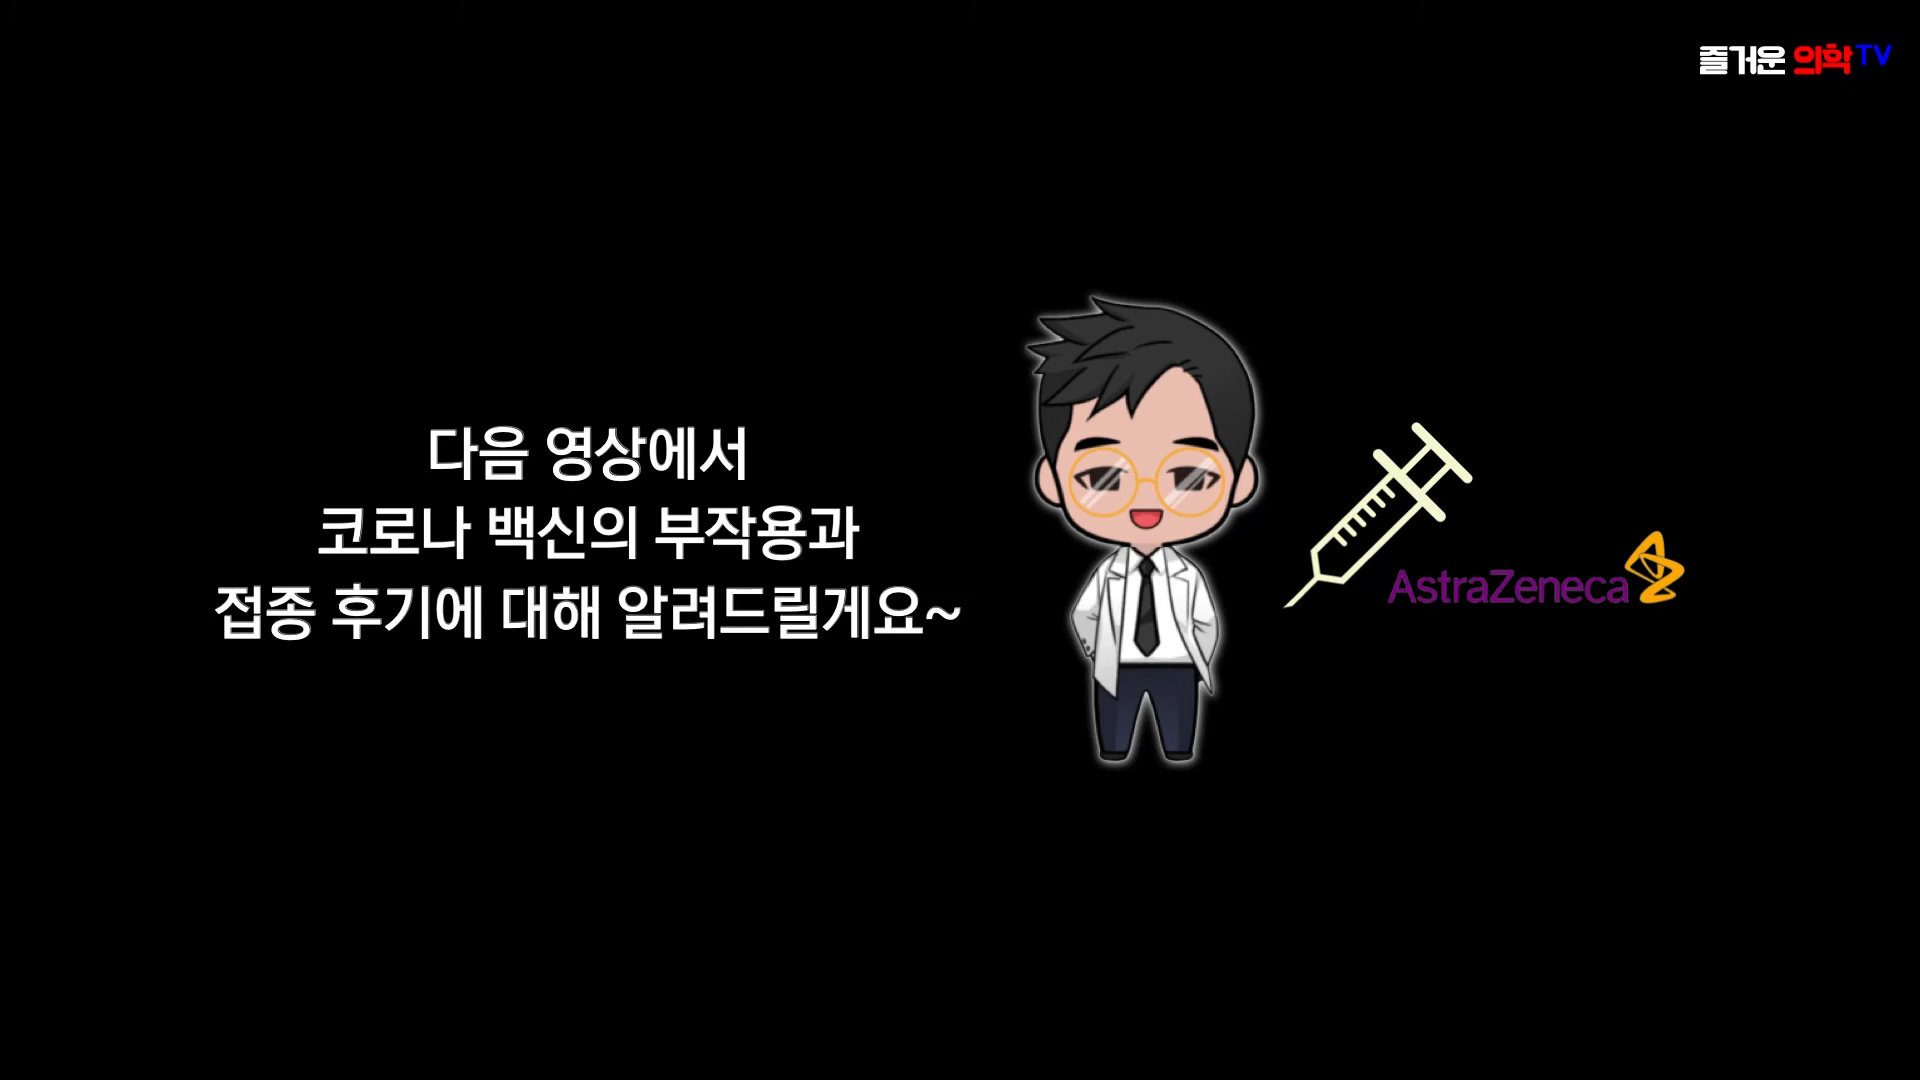 즐거운 의학TV
다음 영상에서
코로나 백신의 부작용과
접종 후기에 대해 알려드릴게요~
AstraZeneca